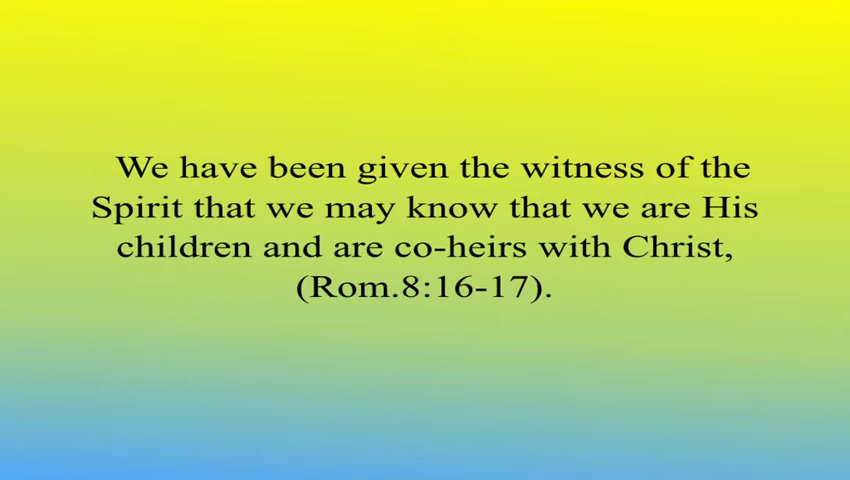 We have been given the witness of the
Spirit that we may know that we are His
children and are co-heirs with Christ,
(Rom.8:16-17).